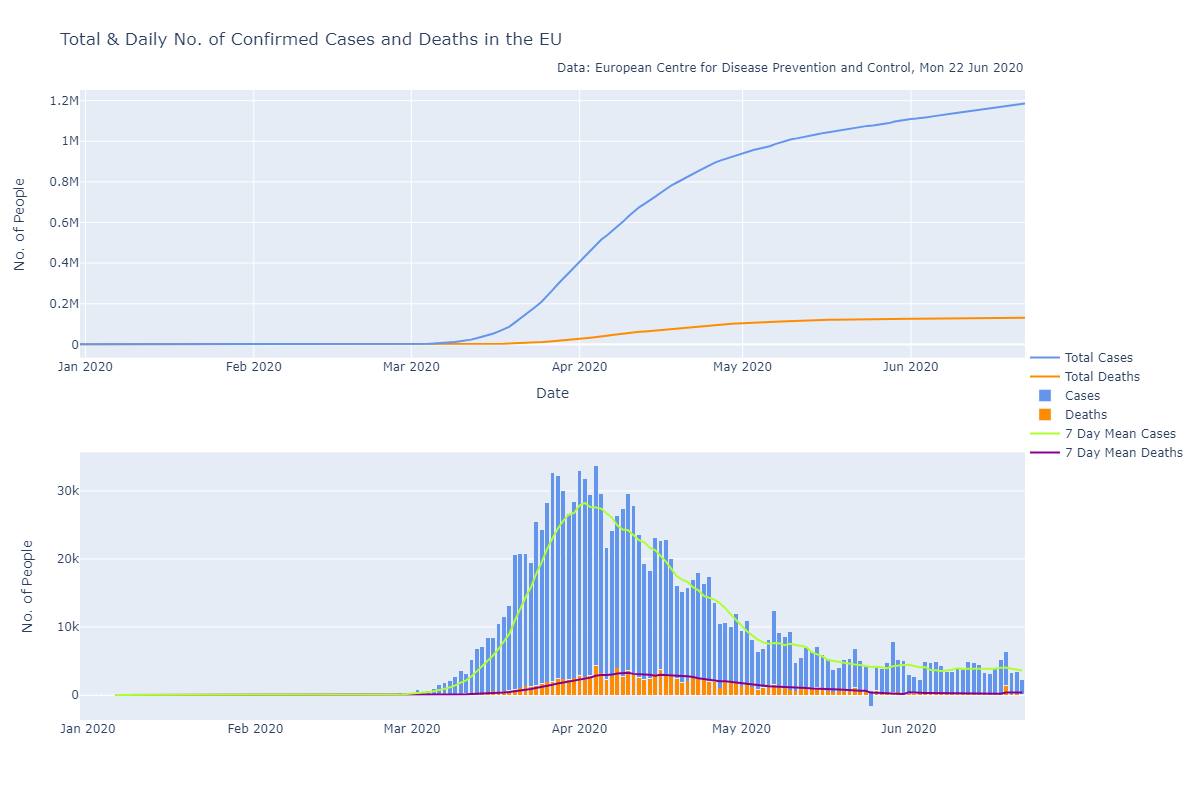 Total & Daily No. of Confirmed Cases and Deaths in the EU
Data: European Centre for Disease Prevention and Control, Mon 22 Jun 2020
No. of People
1.2M
1M
0.8M
0.6M
0.4M
0.2M
0
Jan 2020 Feb 2020 Mar 2020 Apr 2020 May 2020 Jun 2020
Date
Total Cases
Total Deaths
Cases
Deaths
7 Day Mean Cases
7 Day Mean Deaths
No. of People
30k
20k
10k
0
Jan 2020 Feb 2020 Mar 2020 Apr 2020 May 2020 Jun 2020